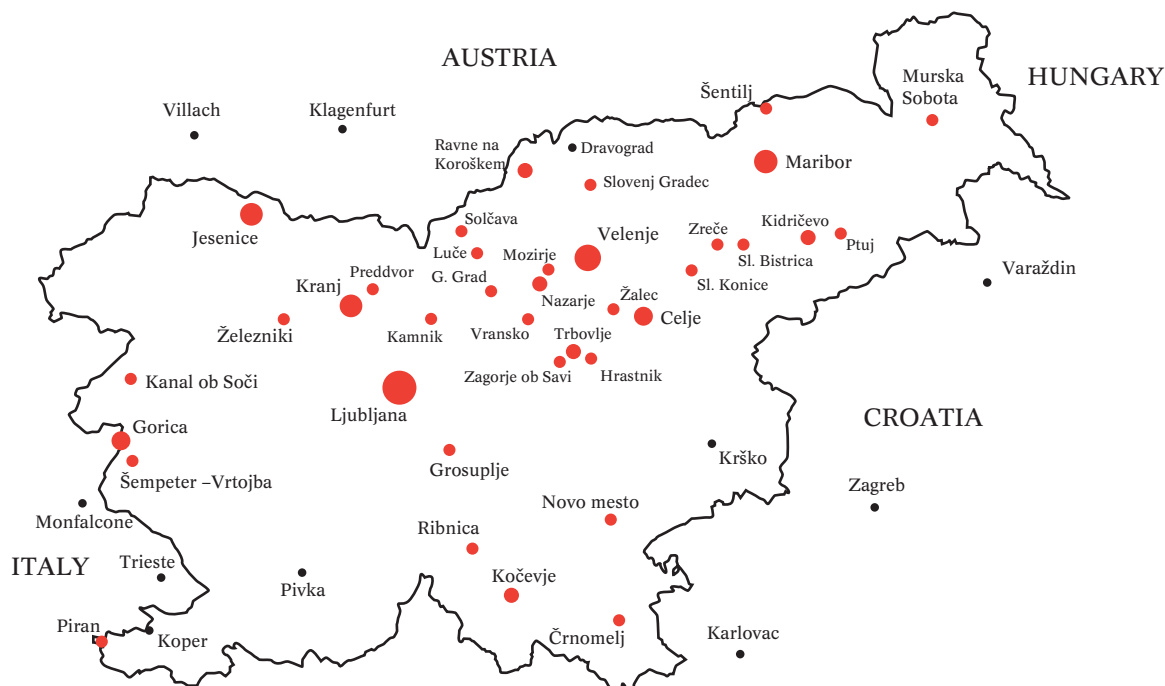 AUSTRIA
HUNGARY
Murska
Sobota
Šentilj
Villach
Klagenfurt
Ravne na
Koroškem
Dravograd
Maribor
Slovenj Gradec
Solčava
Jesenice
Velenje
Zreče
Kidričevo
Ptuj
Luče
Mozirje
Sl. Bistrica
Preddvor
G. Grad
Kranj
Nazarje
Sl. Konice
Varaždin
Žalec
Železniki
Kamnik
Vransko
Trbovlje
Celje
Zagorje ob Savi
Hrastnik
Kanal ob Soči
Ljubljana
CROATIA
Gorica
Grosuplje
Krško
Šempeter –Vrtojba
Zagreb
Novo mesto
Monfalcone
Ribnica
ITALY
Trieste
Kočevje
Pivka
Piran
Koper
Črnomelj
Karlovac